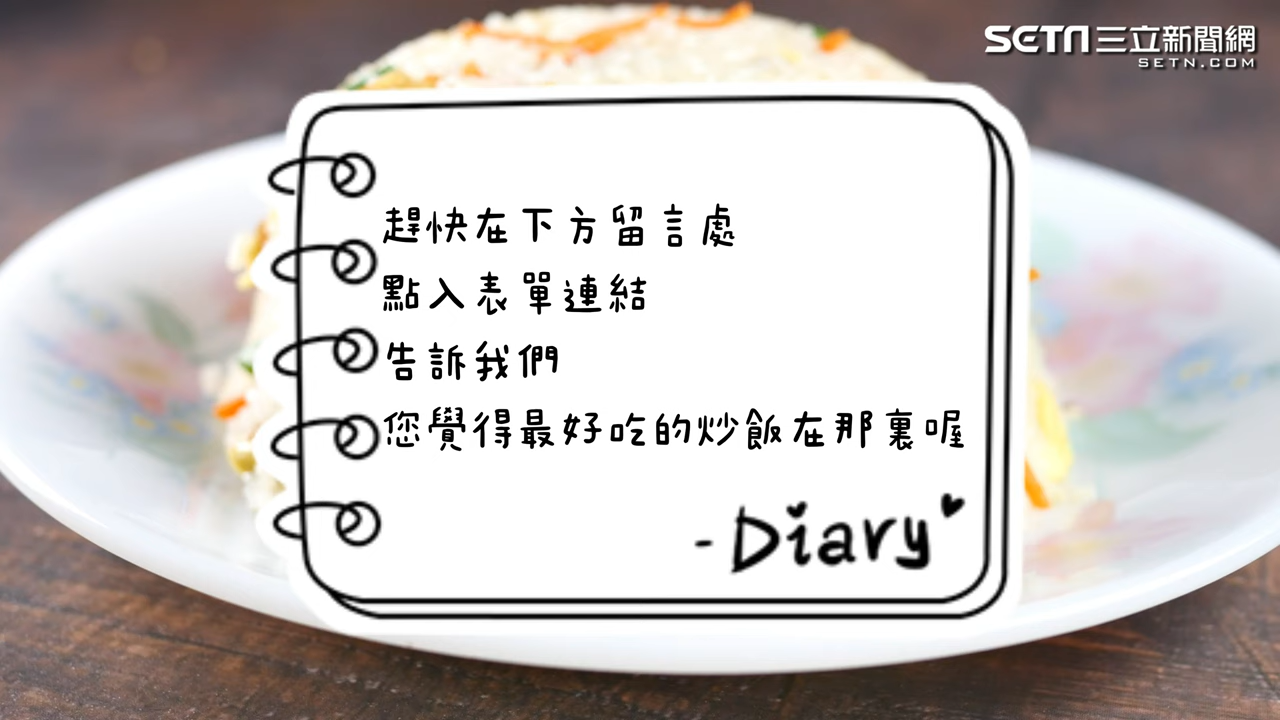 SETN三立新聞網
SETN.COM
趕快在下方留言處
點入表單連結
告訴我們
您覺得最好吃的炒飯在那裏喔
-Diary